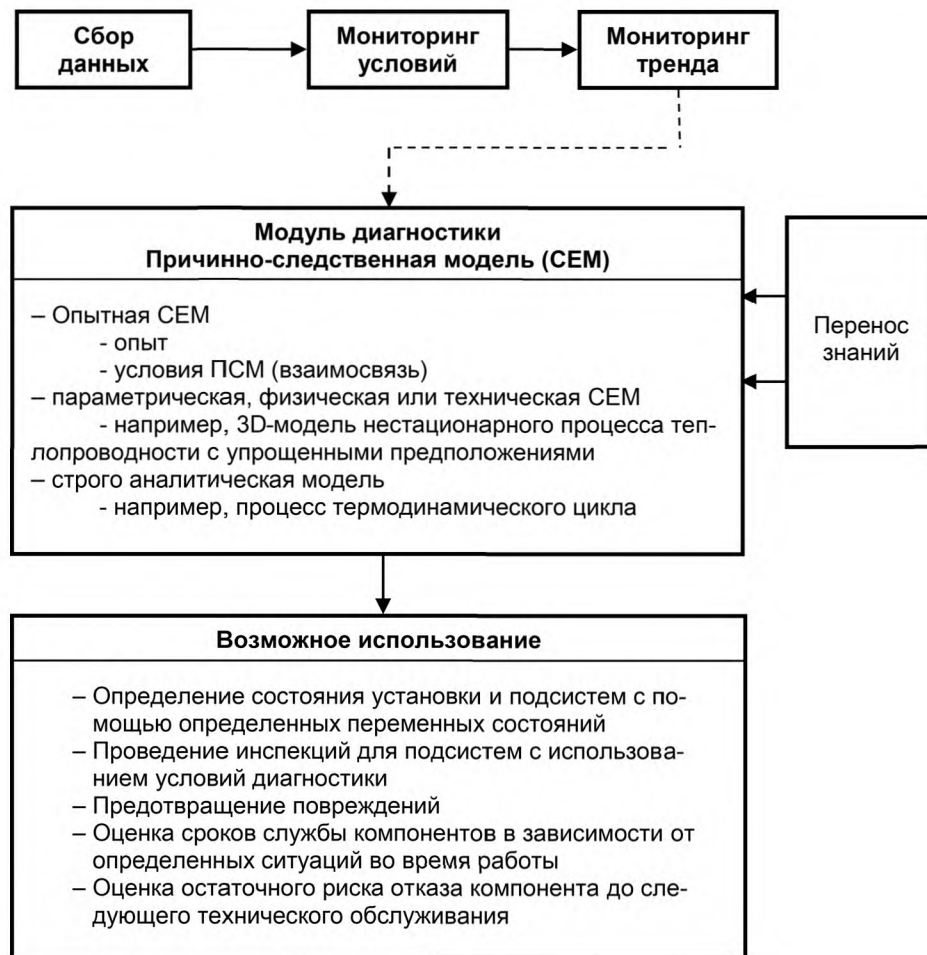 Сбор
данных
Мониторинг
условий
Мониторинг
тренда
Модуль диагностики
Причинно-следственная модель (СЕМ)
– Опытная СЕМ
- опыт
- условия ПСМ (взаимосвязь)
– параметрическая, физическая или техническая СЕМ
- например, 3D-модель нестационарного процесса теп-
лопроводности с упрощенными предположениями
– строго аналитическая модель
- например, процесс термодинамического цикла
Перенос
знаний
Возможное использование
– Определение состояния установки и подсистем с по-
мощью определенных переменных состояний
– Проведение инспекций для подсистем с использова-
нием условий диагностики
– Предотвращение повреждений
– Оценка сроков службы компонентов в зависимости от
определенных ситуаций во время работы
– Оценка остаточного риска отказа компонента до сле-
дующего технического обслуживания